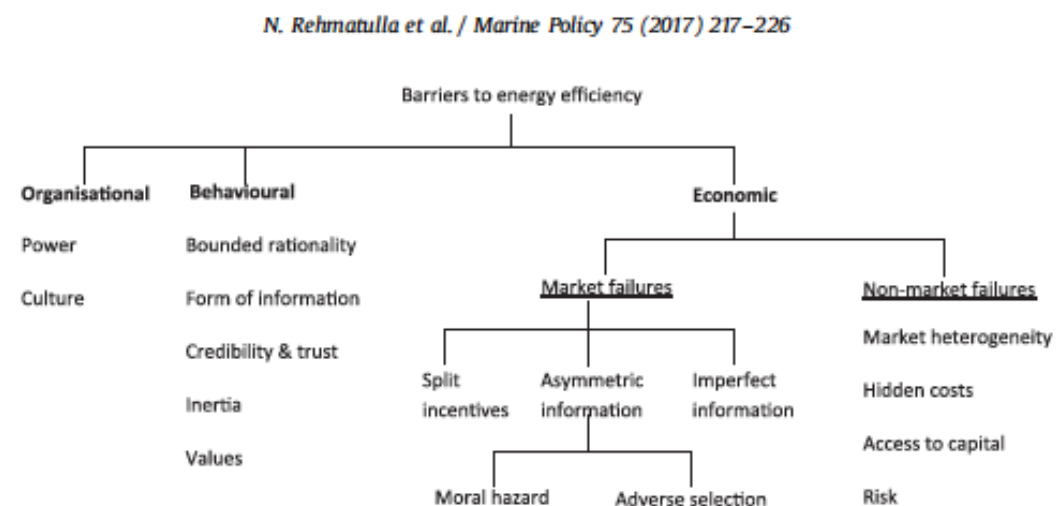 N. Rehmatulla et al. / Marine Policy 75 (2017) 217–226
Barriers to energy efficiency
Organisational
Power
Culture
Behavioural
Bounded rationality
Form of information
Credibility & trust
Inertia
Values
Economic
Market failures
Split
incentives
Asymmetric
information
Moral hazard
Adverse selection
Imperfect
information
Non-market failures
Market heterogeneity
Hidden costs
Access to capital
Risk